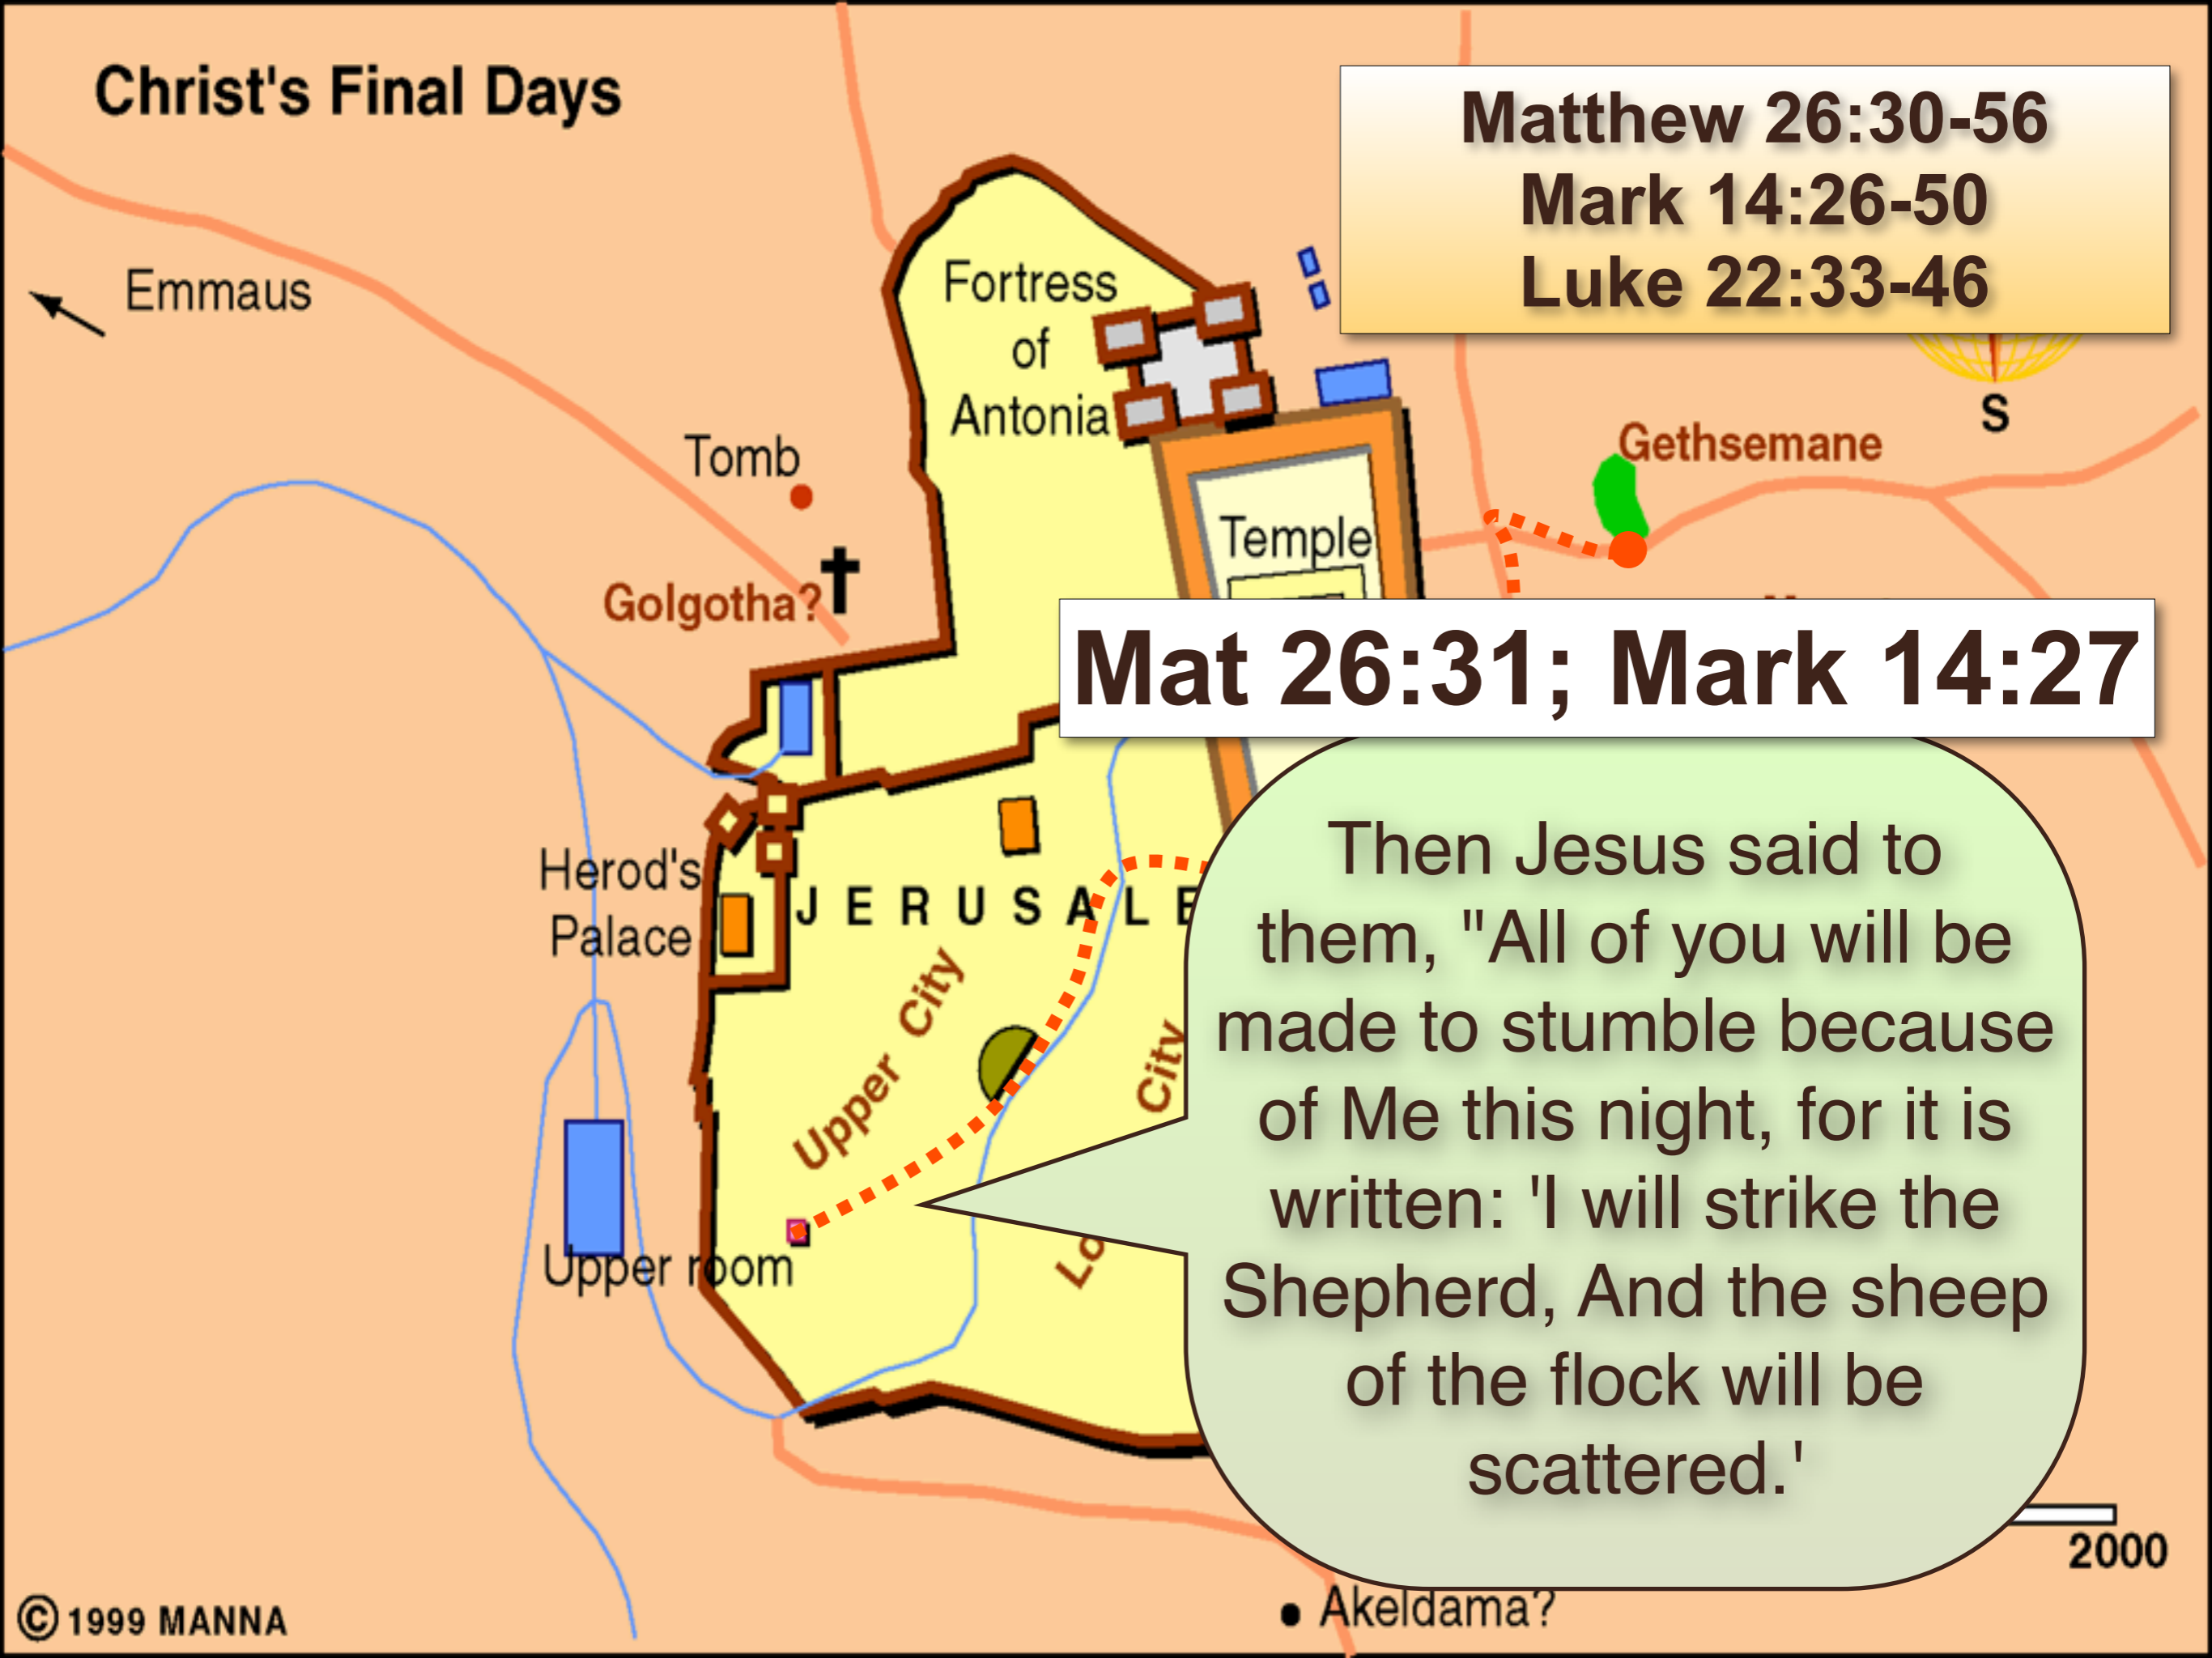 Christ's Final Days
Matthew 26:30-56
Mark 14:26-50
Luke 22:33-46
Emmaus
Fortress
of
Antonia
S
Gethsemane
Tomb
Temple
Golgotha?
Mat 26:31; Mark 14:27
Herod's
Palace
JERUSALE
Upper City
City
Lo
Upper room
Then Jesus said to
them, "All of you will be
made to stumble because
of Me this night, for it is
written: 'I will strike the
Shepherd, And the sheep
of the flock will be
scattered.'
2000
Akeldama?
© 1999 MANNA